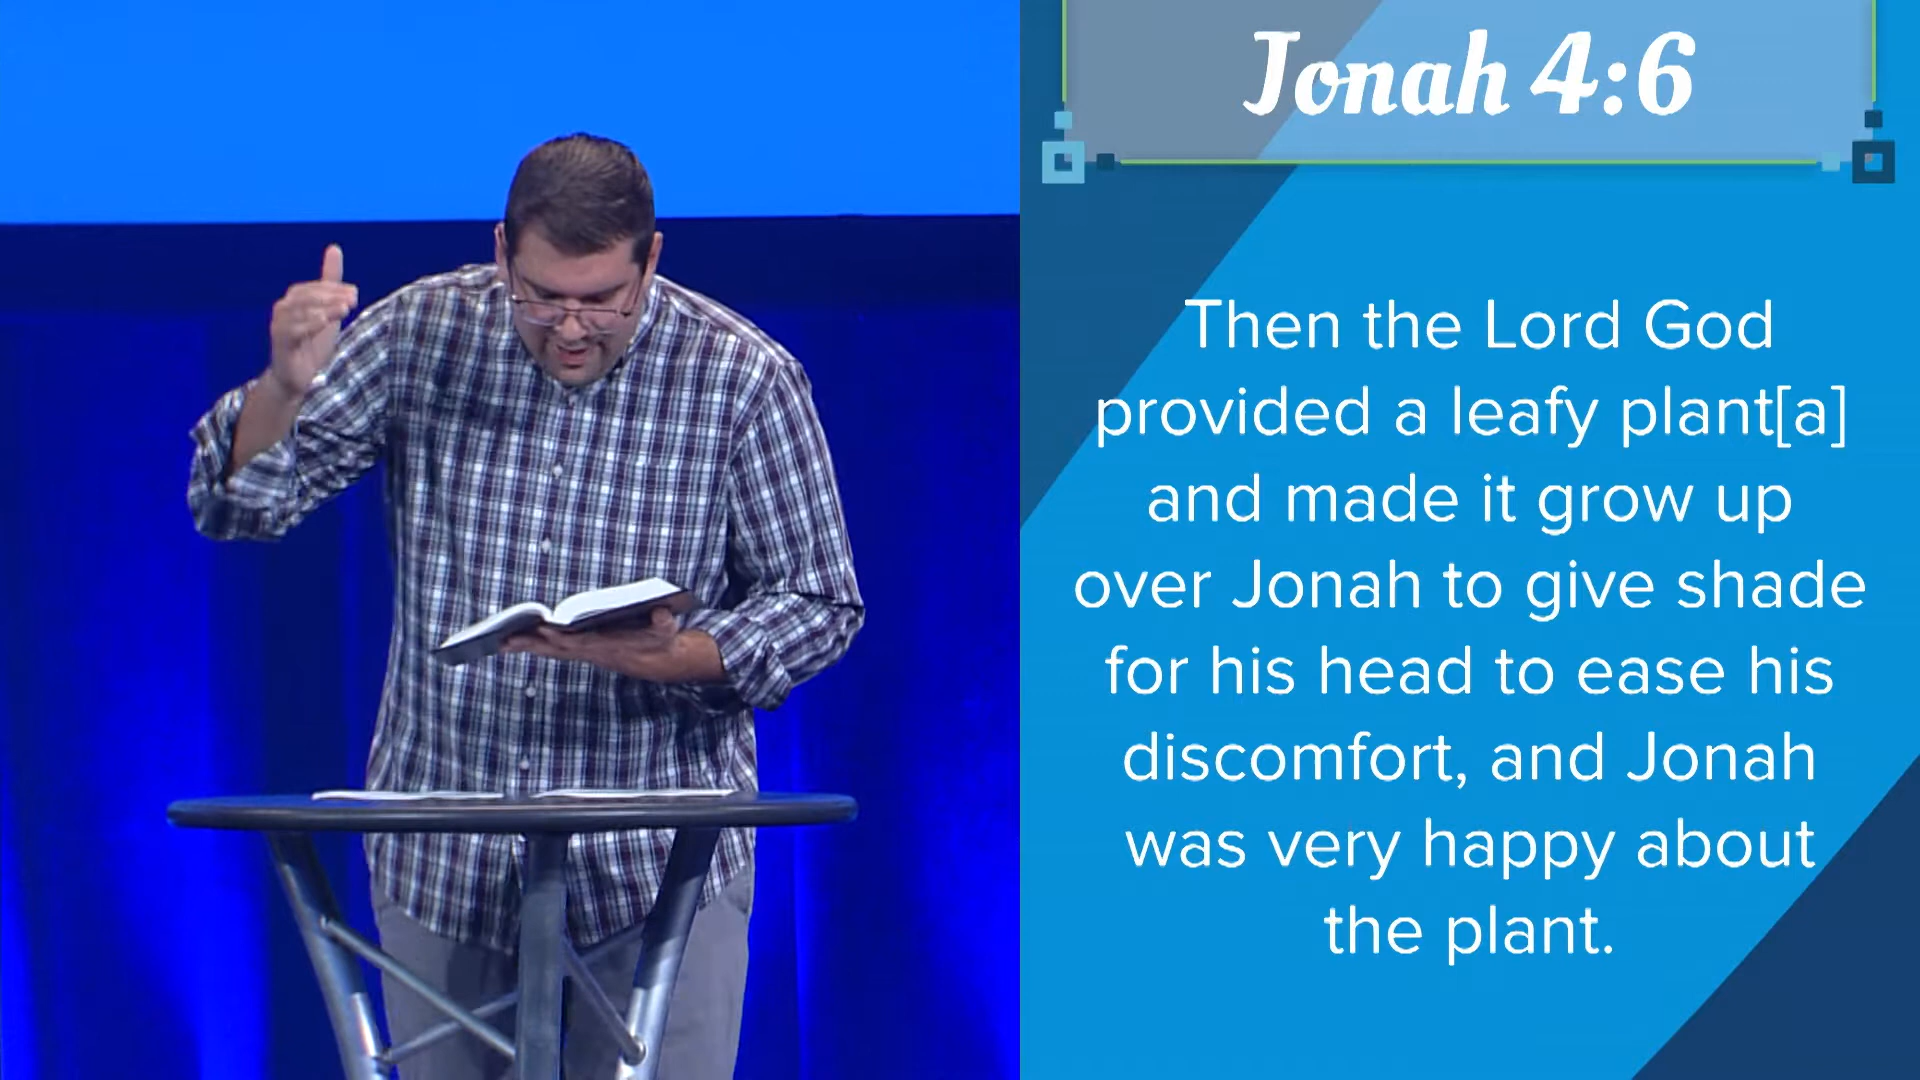 Jonah 4:6
Then the Lord God
provided a leafy plant[a]
and made it grow up
over Jonah to give shade
for his head to ease his
discomfort, and Jonah
was very happy about
the plant.